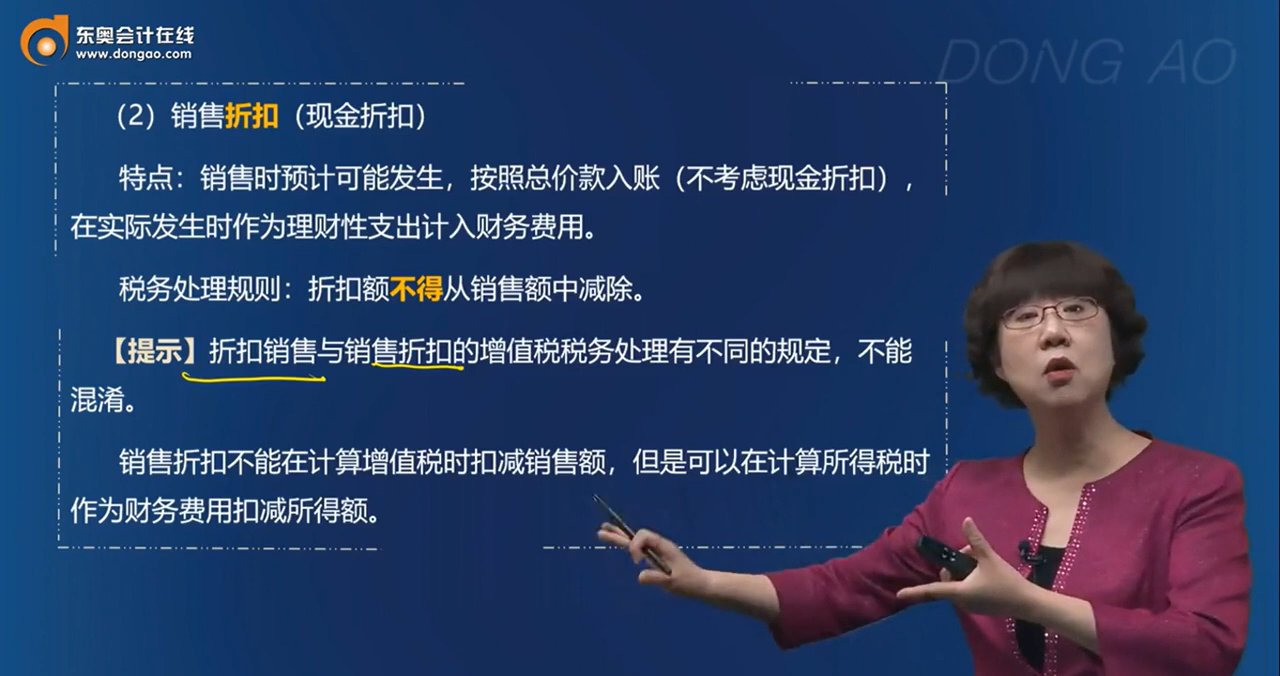 东奥会计在线
www.dongao.com
DONG AO
（2）销售折扣（现金折扣）
特点：销售时预计可能发生，按照总价款入账（不考虑现金折扣），
在实际发生时作为理财性支出计入财务费用。
税务处理规则：折扣额不得从销售额中减除。
【提示】折扣销售与销售折扣的增值税税务处理有不同的规定，不能
混淆。
销售折扣不能在计算增值税时扣减销售额，但是可以在计算所得税时
作为财务费用扣减所得额。